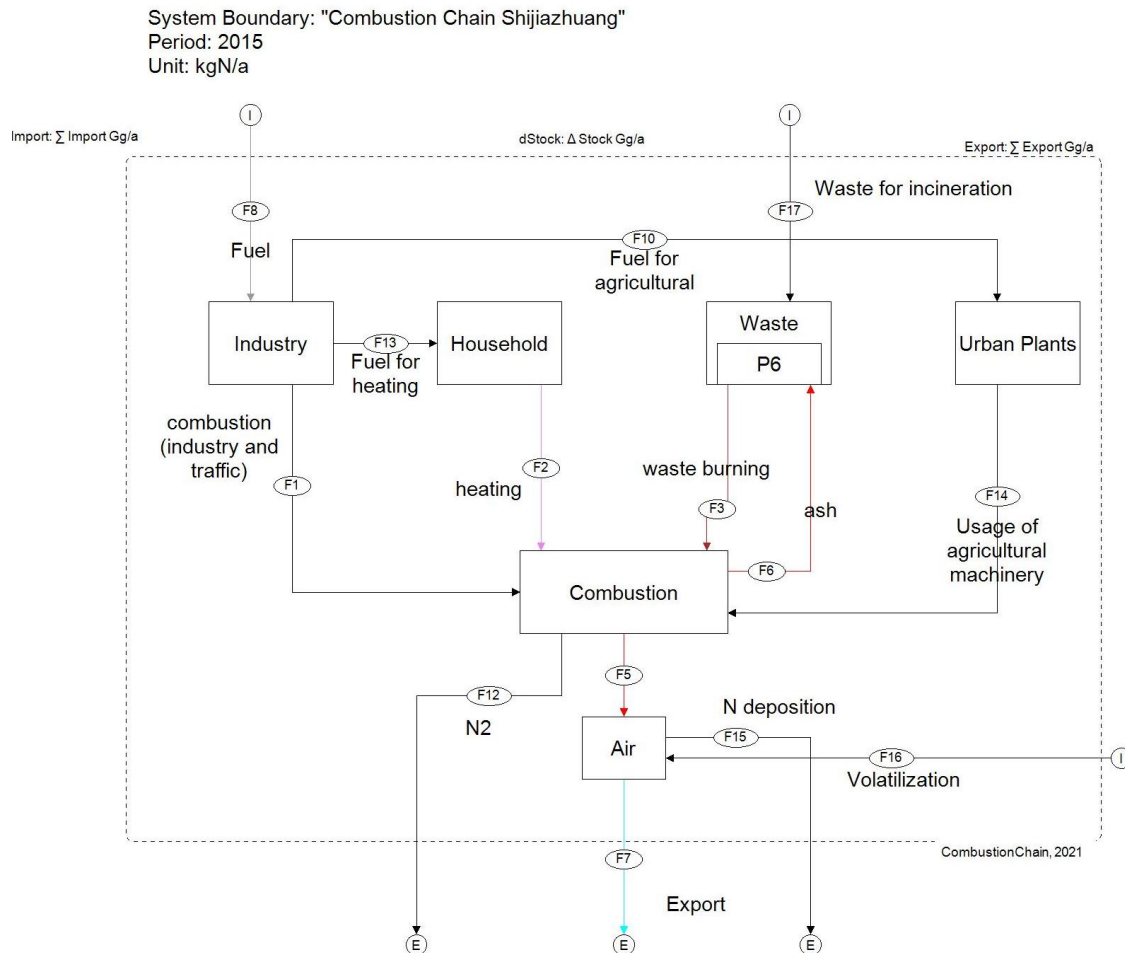 System Boundary: "Combustion Chain Shijiazhuang"
Period: 2015
Unit: kgN/a
I
I
Import: ∑ Import Gg/a
dStock: Δ Stock Gg/a
Export: ∑ Export Gg/a
Waste for incineration
F8
F17
Fuel
F10
Fuel for
agricultural
Industry
F13
Fuel for
heating
Household
Waste
P6
Urban Plants
combustion
(industry and
traffic)
F1
F2
heating
waste burning
F3
ash
F14
Usage of
agricultural
machinery
F6
Combustion
F12
N2
F5
N deposition
F15
Air
F16
Volatilization
I
CombustionChain, 2021
F7
Export
E
E
E